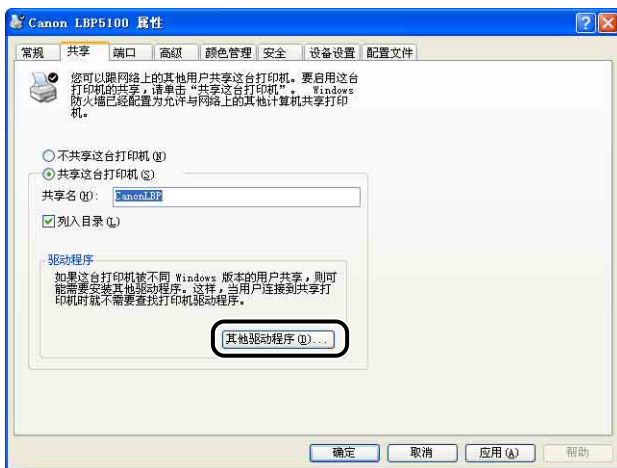 Canon LBP5100 属性
常规 共享 端口 高级 颜色管理 安全 设备设置 配置文件
您可以跟网络上的其他用户共享这台打印机。要启用这台
打印机的共享，请单击“共享这台打印机”。 Windows
防火墙已经配置为允许与网络上的其他计算机共享打印
机。
不共享这台打印机(N)
共享这台打印机(S)
共享名(H): CanonLBP
列入目录(L)
驱动程序
如果这台打印机被不同 Windows 版本的用户共享，则可
能需要安装其他驱动程序。这样，当用户连接到共享打
印机时就不需要查找打印机驱动程序。
其他驱动程序(D)...
确定 取消 应用(A) 帮助